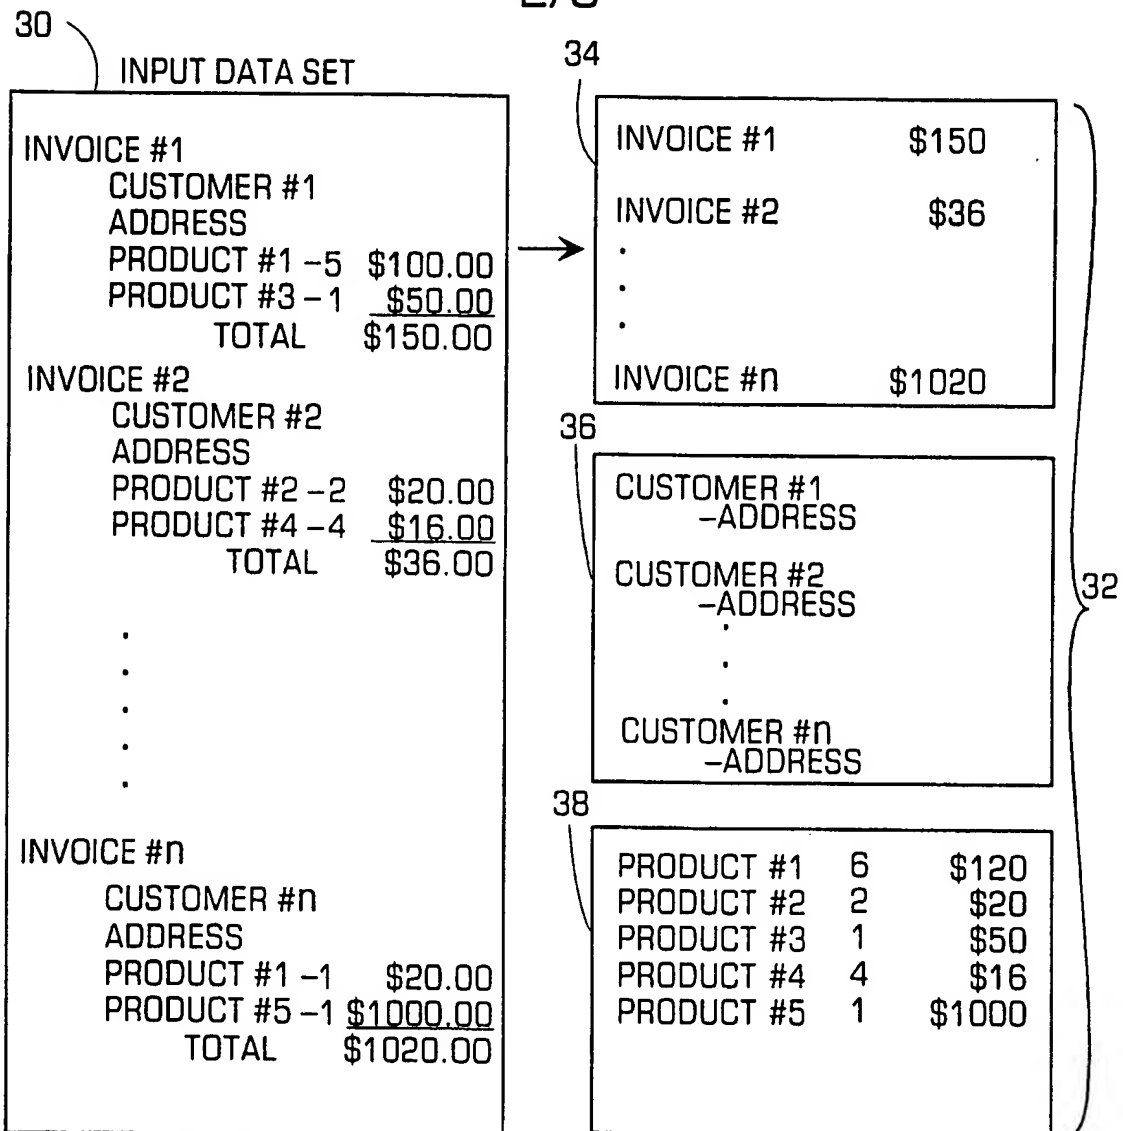 30
INPUT DATA SET
INVOICE #1
CUSTOMER #1
ADDRESS
PRODUCT #1 –5 $100.00
PRODUCT #3 – 1 $50.00
TOTAL $150.00
INVOICE #2
CUSTOMER #2
ADDRESS
PRODUCT #2 –2 $20.00
PRODUCT #4 –4 $16.00
TOTAL $36.00
.
.
.
.
.
INVOICE #n
CUSTOMER #n
ADDRESS
PRODUCT #1 –1 $20.00
PRODUCT #5 –1 $1000.00
TOTAL $1020.00
34
INVOICE #1 $150
INVOICE #2 $36
.
.
.
INVOICE #n $1020
36
CUSTOMER #1
–ADDRESS
CUSTOMER #2
–ADDRESS
.
.
.
CUSTOMER #n
–ADDRESS
32
38
PRODUCT #1 6 $120
PRODUCT #2 2 $20
PRODUCT #3 1 $50
PRODUCT #4 4 $16
PRODUCT #5 1 $1000